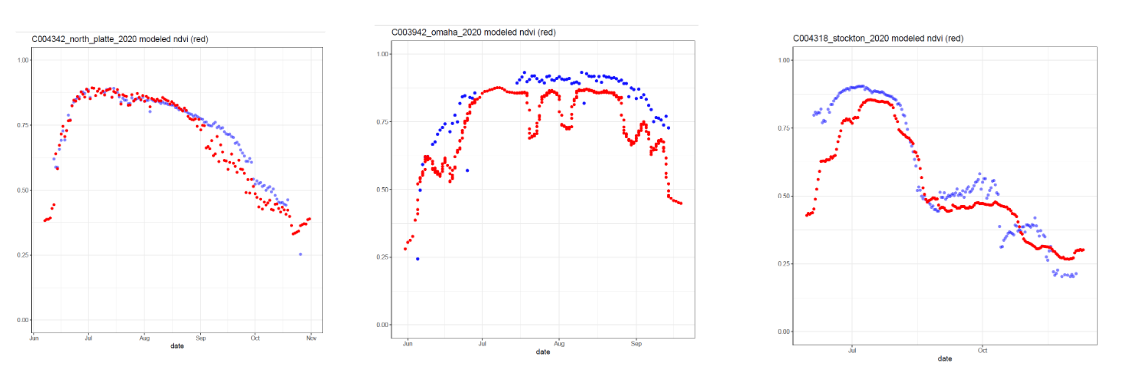 C004342_north_platte_2020 modeled ndvi (red)
1.00
0.75
0.50
0.25
0.00
Jun
Jul
Aug
Sep
Oct
Nov
date
C003942_omaha_2020 modeled ndvi (red)
1.00
0.75
0.50
0.25
0.00
Jun
Jul
Aug
Sep
date
C004318_stockton_2020 modeled ndvi (red)
1.00
0.75
0.50
0.25
0.00
Jul
Oct
date